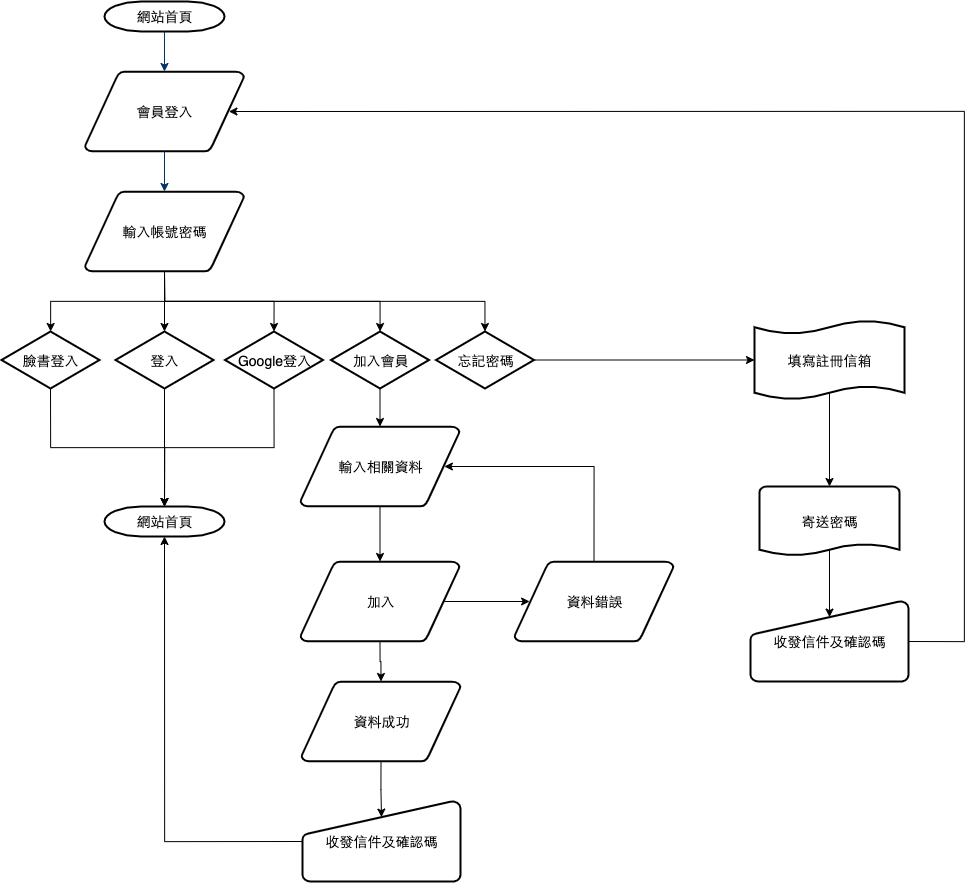 網站首頁
會員登入
輸入帳號密碼
臉書登入
登入
Google登入
加入會員
忘記密碼
填寫註冊信箱
輸入相關資料
網站首頁
寄送密碼
加入
資料錯誤
收發信件及確認碼
資料成功
收發信件及確認碼